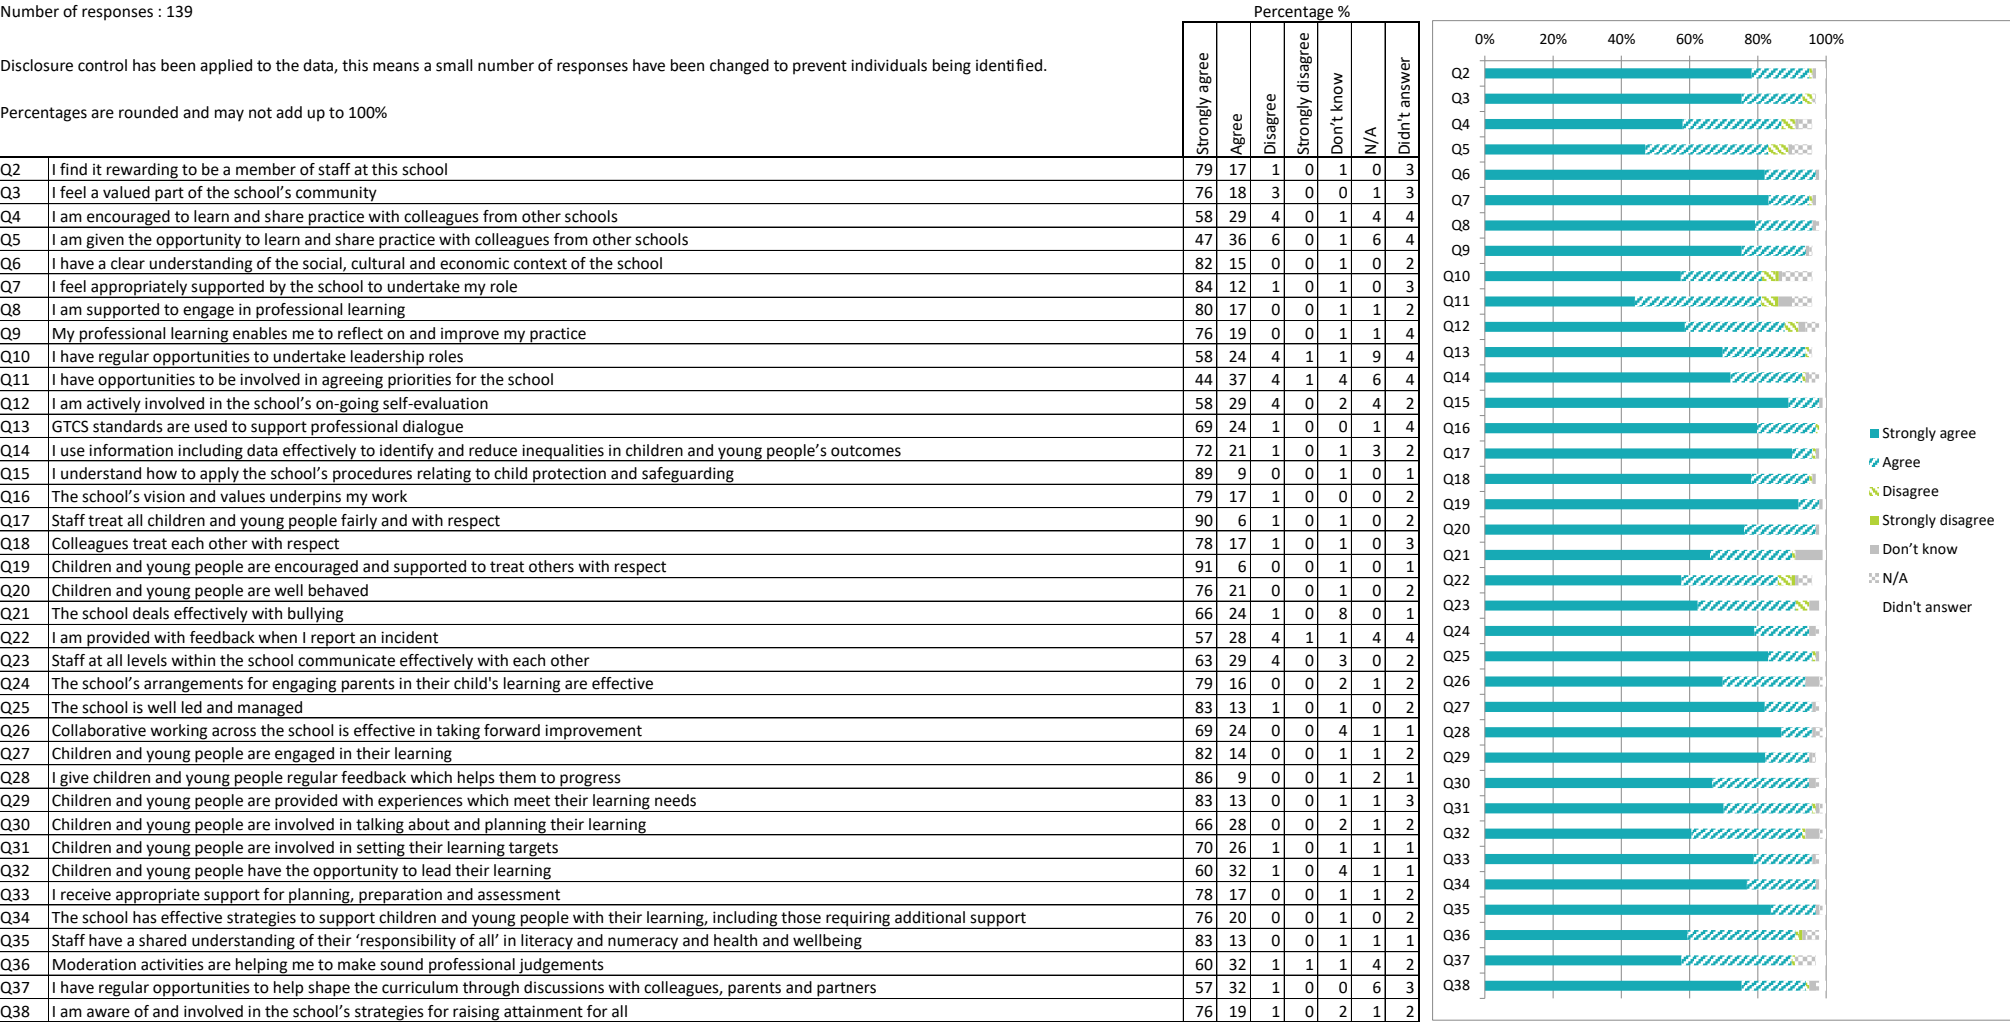 Number of responses : 139
Percentage %
Disclosure control has been applied to the data, this means a small number of responses have been changed to prevent individuals being identified.
Percentages are rounded and may not add up to 100%
Strongly agree
Agree
Disagree
Strongly disagree
Don't know
N/A
Didn't answer
Q2 I find it rewarding to be a member of staff at this school 79 17 1 0 1 0 3
Q3 I feel a valued part of the school’s community 76 18 3 0 0 1 3
Q4 I am encouraged to learn and share practice with colleagues from other schools 58 29 4 0 1 4 4
Q5 I am given the opportunity to learn and share practice with colleagues from other schools 47 36 6 0 1 6 4
Q6 I have a clear understanding of the social, cultural and economic context of the school 82 15 0 0 1 0 2
Q7 I feel appropriately supported by the school to undertake my role 84 12 1 0 1 0 3
Q8 I am supported to engage in professional learning 80 17 0 0 1 1 2
Q9 My professional learning enables me to reflect on and improve my practice 76 19 0 0 1 1 4
Q10 I have regular opportunities to undertake leadership roles 58 24 4 1 1 9 4
Q11 I have opportunities to be involved in agreeing priorities for the school 44 37 4 1 4 6 4
Q12 I am actively involved in the school’s on-going self-evaluation 58 29 4 0 2 4 2
Q13 GTCS standards are used to support professional dialogue 69 24 1 0 0 1 4
Q14 I use information including data effectively to identify and reduce inequalities in children and young people’s outcomes 72 21 1 0 1 3 2
Q15 I understand how to apply the school’s procedures relating to child protection and safeguarding 89 9 0 0 1 0 1
Q16 The school’s vision and values underpins my work 79 17 1 0 0 0 2
Q17 Staff treat all children and young people fairly and with respect 90 6 1 0 1 0 2
Q18 Colleagues treat each other with respect 78 17 1 0 1 0 3
Q19 Children and young people are encouraged and supported to treat others with respect 91 6 0 0 1 0 1
Q20 Children and young people are well behaved 76 21 0 0 1 0 2
Q21 The school deals effectively with bullying 66 24 1 0 8 0 1
Q22 I am provided with feedback when I report an incident 57 28 4 1 1 4 4
Q23 Staff at all levels within the school communicate effectively with each other 63 29 4 0 3 0 2
Q24 The school’s arrangements for engaging parents in their child's learning are effective 79 16 0 0 2 1 2
Q25 The school is well led and managed 83 13 1 0 1 0 2
Q26 Collaborative working across the school is effective in taking forward improvement 69 24 0 0 4 1 1
Q27 Children and young people are engaged in their learning 82 14 0 0 1 1 2
Q28 I give children and young people regular feedback which helps them to progress 86 9 0 0 1 2 1
Q29 Children and young people are provided with experiences which meet their learning needs 83 13 0 0 1 1 3
Q30 Children and young people are involved in talking about and planning their learning 66 28 0 0 2 1 2
Q31 Children and young people are involved in setting their learning targets 70 26 1 0 1 1 1
Q32 Children and young people have the opportunity to lead their learning 60 32 1 0 4 1 1
Q33 I receive appropriate support for planning, preparation and assessment 78 17 0 0 1 1 2
Q34 The school has effective strategies to support children and young people with their learning, including those requiring additional support 76 20 0 0 1 0 2
Q35 Staff have a shared understanding of their ‘responsibility of all’ in literacy and numeracy and health and wellbeing 83 13 0 0 1 1 1
Q36 Moderation activities are helping me to make sound professional judgements 60 32 1 1 1 4 2
Q37 I have regular opportunities to help shape the curriculum through discussions with colleagues, parents and partners 57 32 1 0 0 6 3
Q38 I am aware of and involved in the school’s strategies for raising attainment for all 76 19 1 0 2 1 2
0% 20% 40% 60% 80% 100%
Q2
Q3
Q4
Q5
Q6
Q7
Q8
Q9
Q10
Q11
Q12
Q13
Q14
Q15
Q16
Q17
Q18
Q19
Q20
Q21
Q22
Q23
Q24
Q25
Q26
Q27
Q28
Q29
Q30
Q31
Q32
Q33
Q34
Q35
Q36
Q37
Q38
Strongly agree
Agree
Disagree
Strongly disagree
Don’t know
N/A
Didn't answer